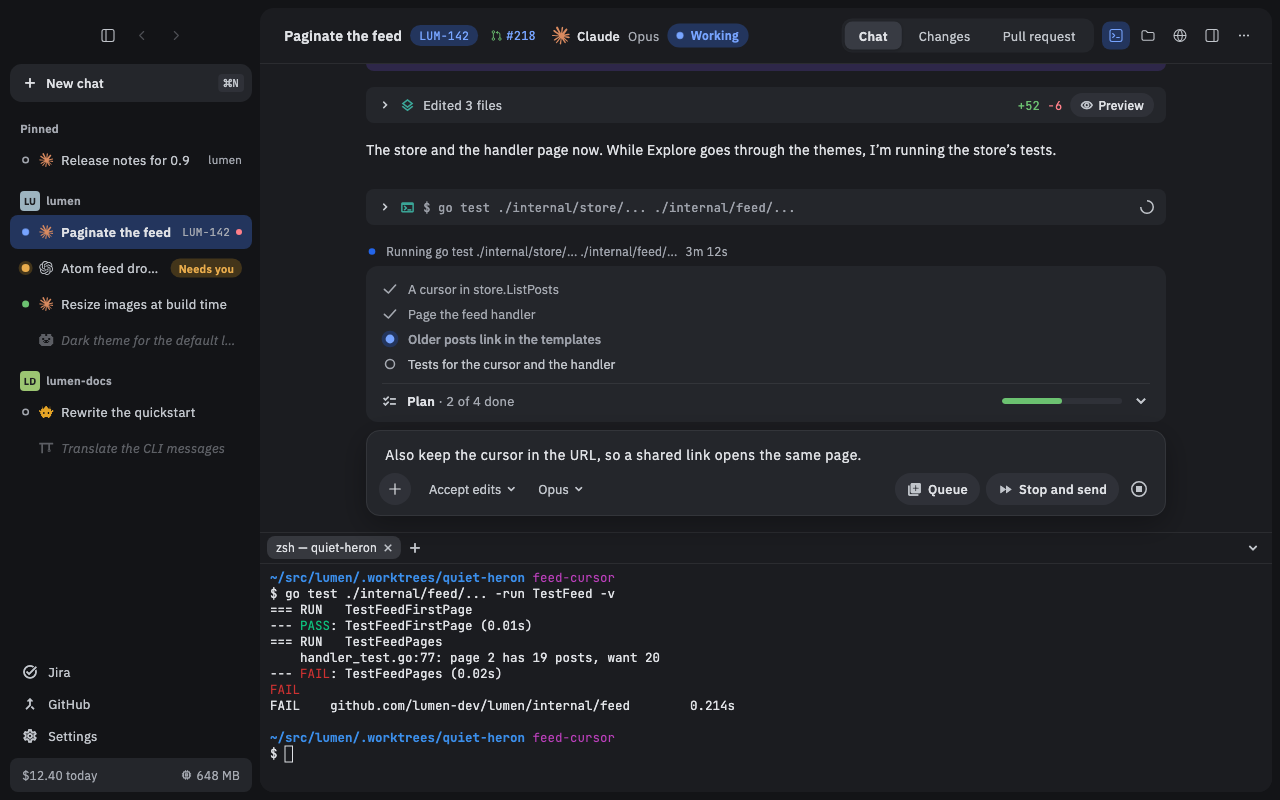 Paginate the feed LUM-142 #218 Claude Opus Working Chat Changes Pull request
New chat ⌘N
Pinned
Release notes for 0.9 lumen
LU lumen
Paginate the feed LUM-142
Atom feed dro... Needs you
Resize images at build time
Dark theme for the default l...
LD lumen-docs
Rewrite the quickstart
Translate the CLI messages
Jira
GitHub
Settings
$12.40 today 648 MB
Edited 3 files +52 -6 Preview
The store and the handler page now. While Explore goes through the themes, I’m running the store’s tests.
$ go test ./internal/store/... ./internal/feed/...
Running go test ./internal/store/... ./internal/feed/... 3m 12s
A cursor in store.ListPosts
Page the feed handler
Older posts link in the templates
Tests for the cursor and the handler
Plan · 2 of 4 done
Also keep the cursor in the URL, so a shared link opens the same page.
Accept edits Opus Queue Stop and send
zsh — quiet-heron
~/src/lumen/.worktrees/quiet-heron feed-cursor
$ go test ./internal/feed/... -run TestFeed -v
=== RUN TestFeedFirstPage
--- PASS: TestFeedFirstPage (0.01s)
=== RUN TestFeedPages
handler_test.go:77: page 2 has 19 posts, want 20
--- FAIL: TestFeedPages (0.02s)
FAIL
FAIL github.com/lumen-dev/lumen/internal/feed 0.214s
~/src/lumen/.worktrees/quiet-heron feed-cursor
$